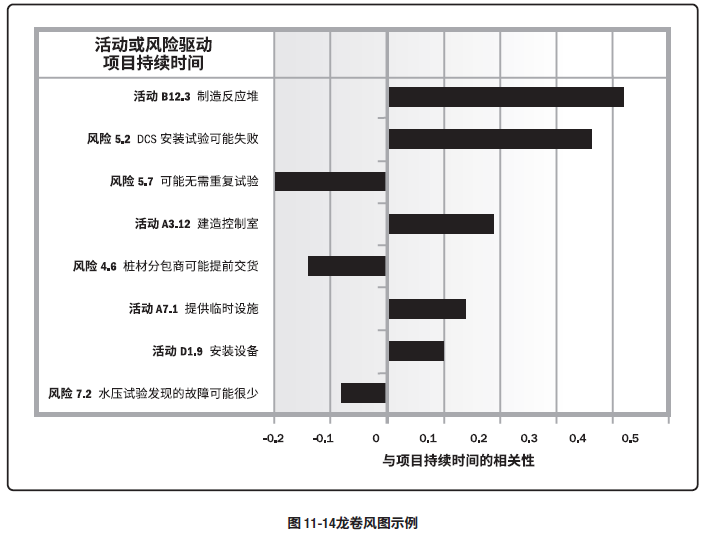 活动或风险驱动
项目持续时间
活动 B12.3 制造反应堆
风险 5.2 DCS 安装试验可能失败
风险 5.7 可能无需重复试验
活动 A3.12 建造控制室
风险 4.6 桩材分包商可能提前交货
活动 A7.1 提供临时设施
活动 D1.9 安装设备
风险 7.2 水压试验发现的故障可能很少
-0.2 -0.1 0 0.1 0.2 0.3 0.4 0.5
与项目持续时间的相关性
图 11-14龙卷风图示例